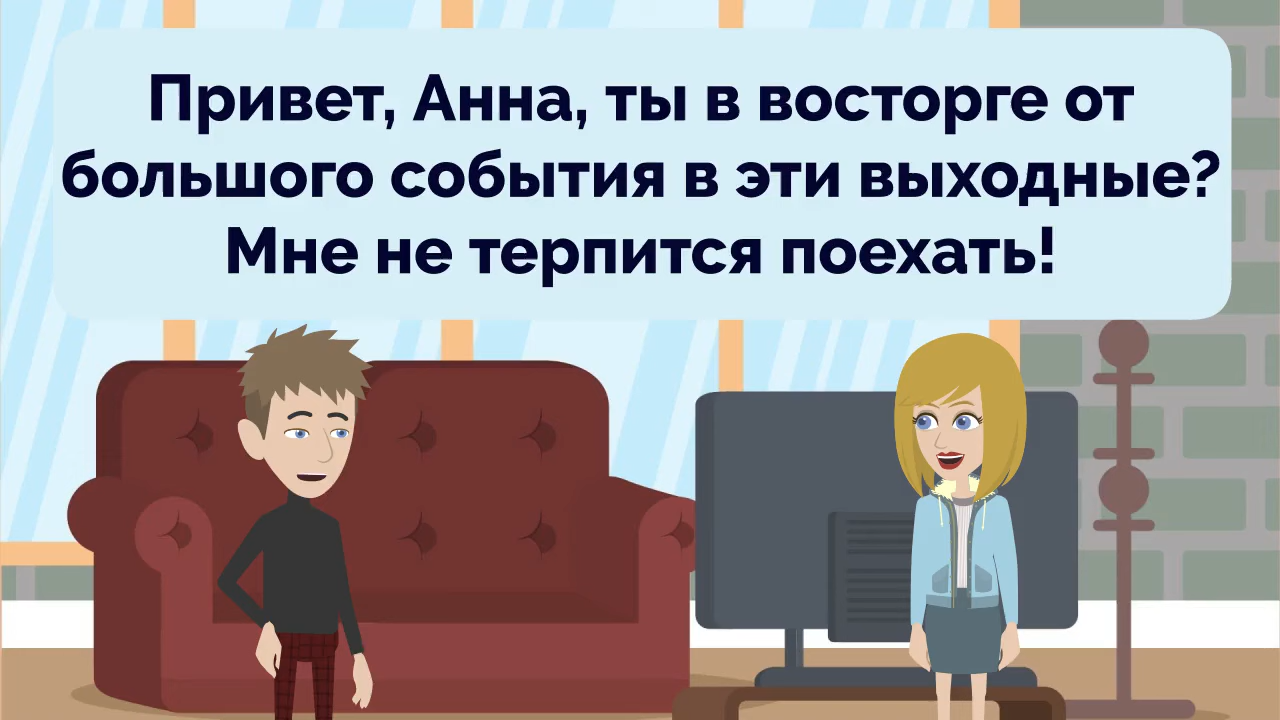 Привет, Анна, ты в восторге от
большого события в эти выходные?
Мне не терпится поехать!